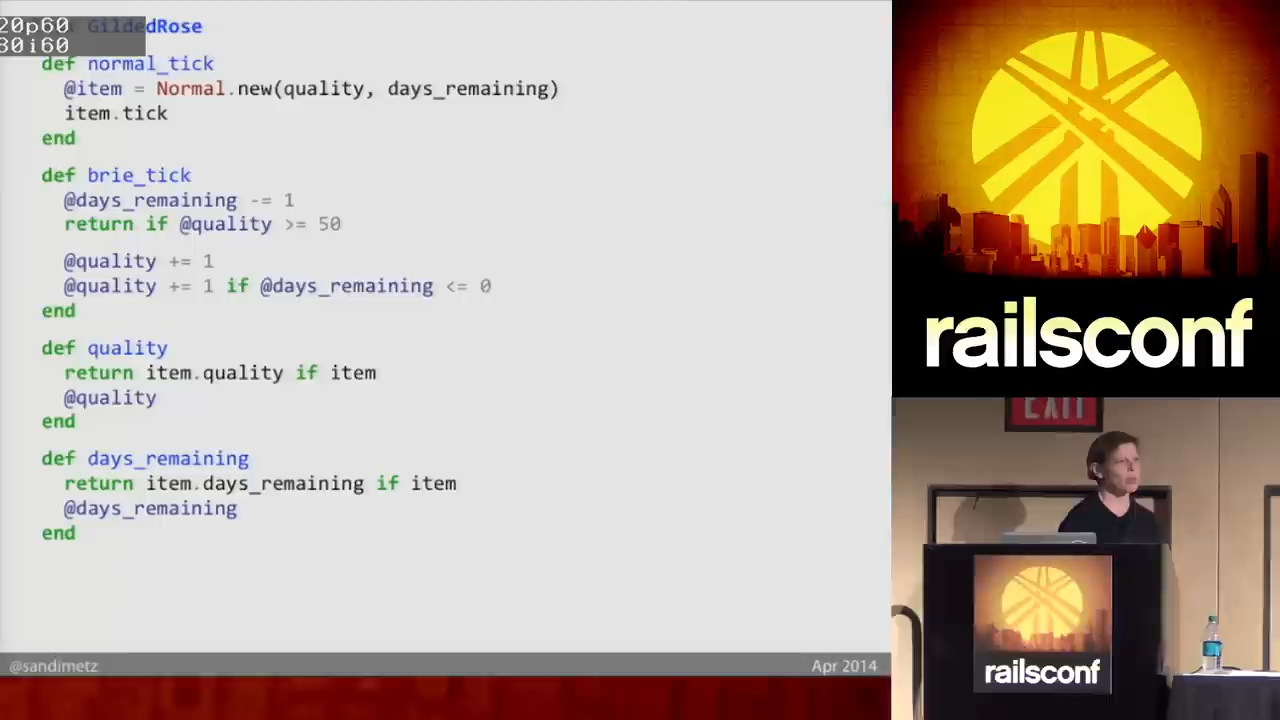 20p60
80i60
GildedRose
def normal_tick
@item = Normal.new(quality, days_remaining)
item.tick
end
def brie_tick
@days_remaining -= 1
return if @quality >= 50
@quality += 1
@quality += 1 if @days_remaining <= 0
end
def quality
return item.quality if item
@quality
end
def days_remaining
return item.days_remaining if item
@days_remaining
end
@sandimetz
Apr 2014
railsconf
EXIT
railsconf